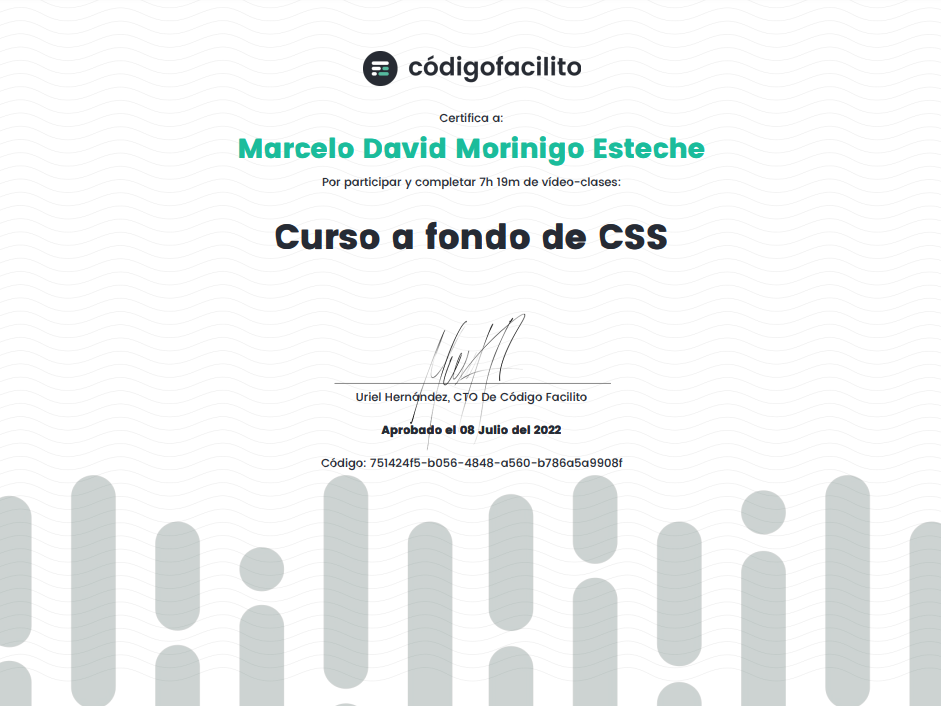 códigofacilito
Certifica a:
Marcelo David Morinigo Esteche
Por participar y completar 7h 19m de vídeo-clases:
Curso a fondo de CSS
Uriel Hernández, CTO De Código Facilito
Aprobado el 08 Julio del 2022
Código: 751424f5-b056-4848-a560-b786a5a9908f